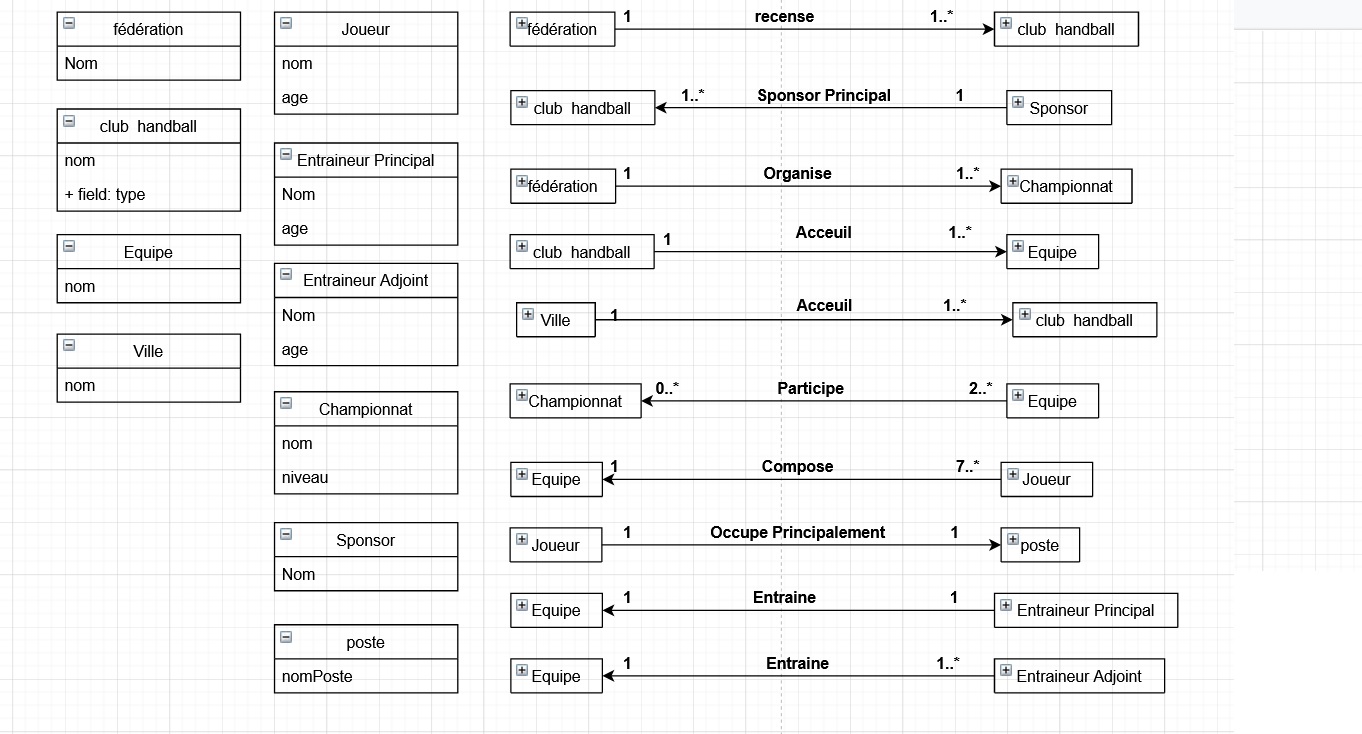 fédération
Nom
club handball
nom
+ field: type
Equipe
nom
Ville
nom
Joueur
nom
age
Entraineur Principal
Nom
age
Entraineur Adjoint
Nom
age
Championnat
nom
niveau
Sponsor
Nom
poste
nomPoste
fédération 1 recense 1..* club handball
club handball 1..* Sponsor Principal 1 Sponsor
fédération 1 Organise 1..* Championnat
club handball 1 Acceuil 1..* Equipe
Ville 1 Acceuil 1..* club handball
Championnat 0..* Participe 2..* Equipe
Equipe 1 Compose 7..* Joueur
Joueur 1 Occupe Principalement 1 poste
Equipe 1 Entraine 1 Entraineur Principal
Equipe 1 Entraine 1..* Entraineur Adjoint